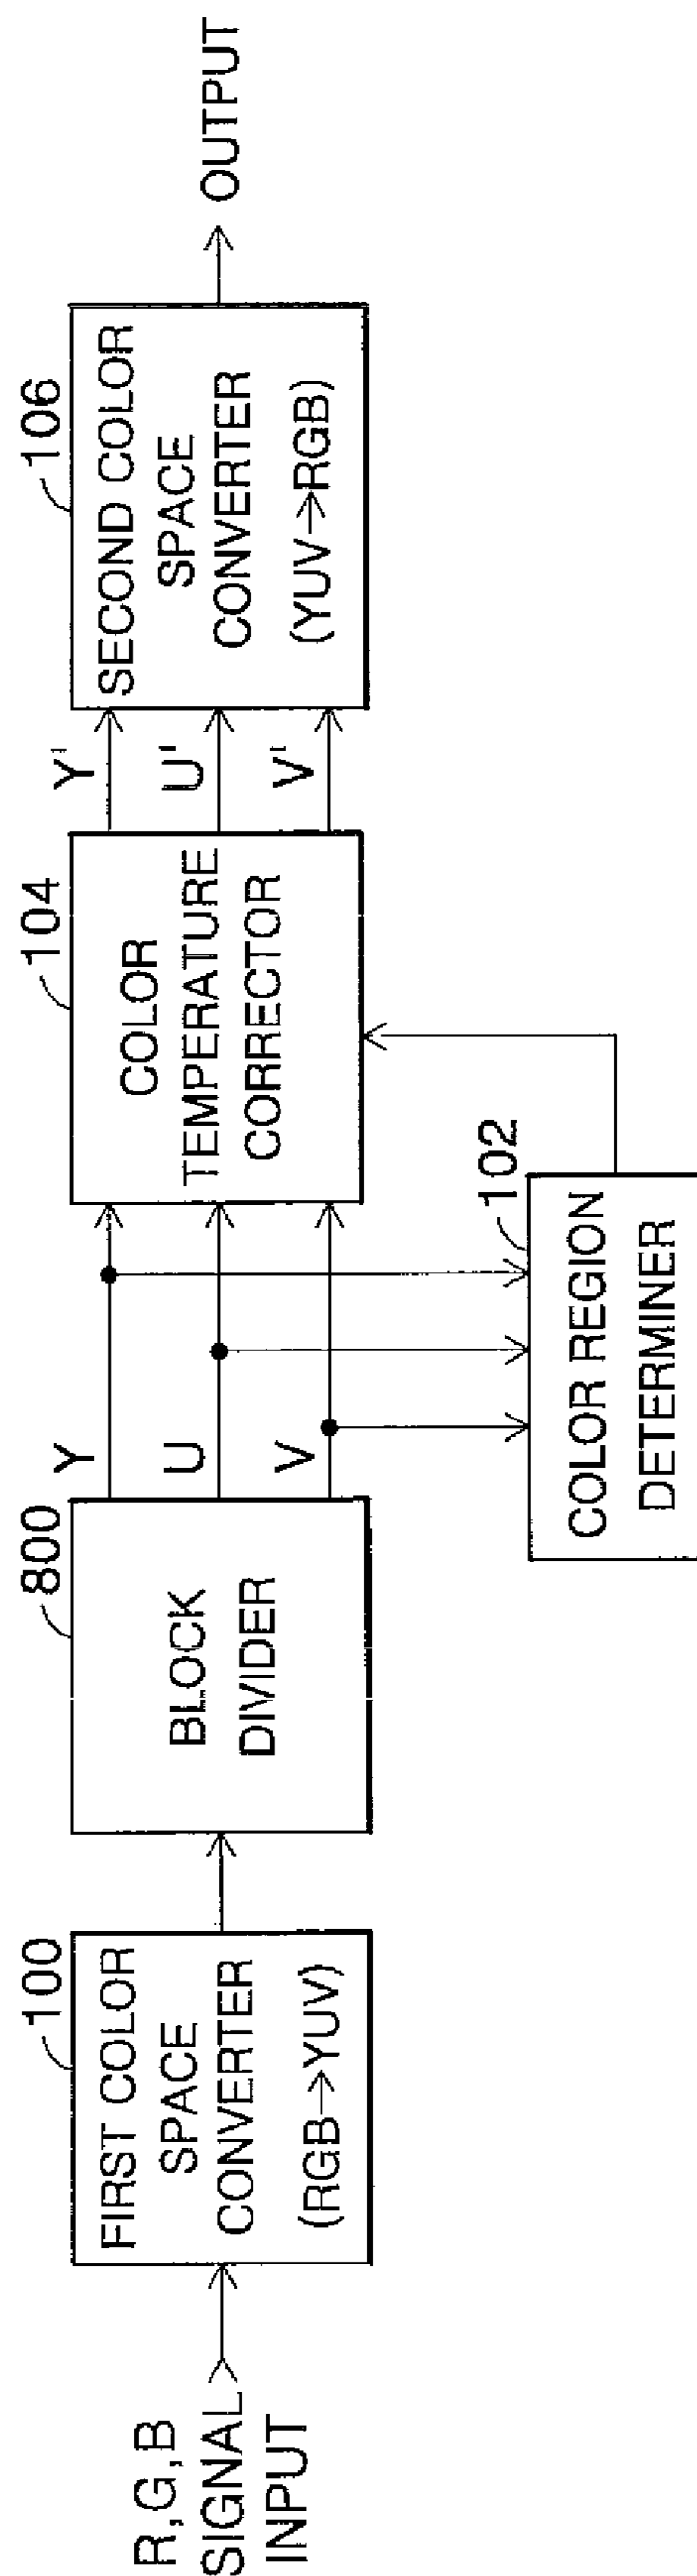 R,G,B
SIGNAL
INPUT
100
FIRST COLOR
SPACE
CONVERTER
(RGB→YUV)
800
BLOCK
DIVIDER
Y
U
V
102
COLOR REGION
DETERMINER
104
COLOR
TEMPERATURE
CORRECTOR
Y'
U'
V'
106
SECOND COLOR
SPACE
CONVERTER
(YUV→RGB)
OUTPUT